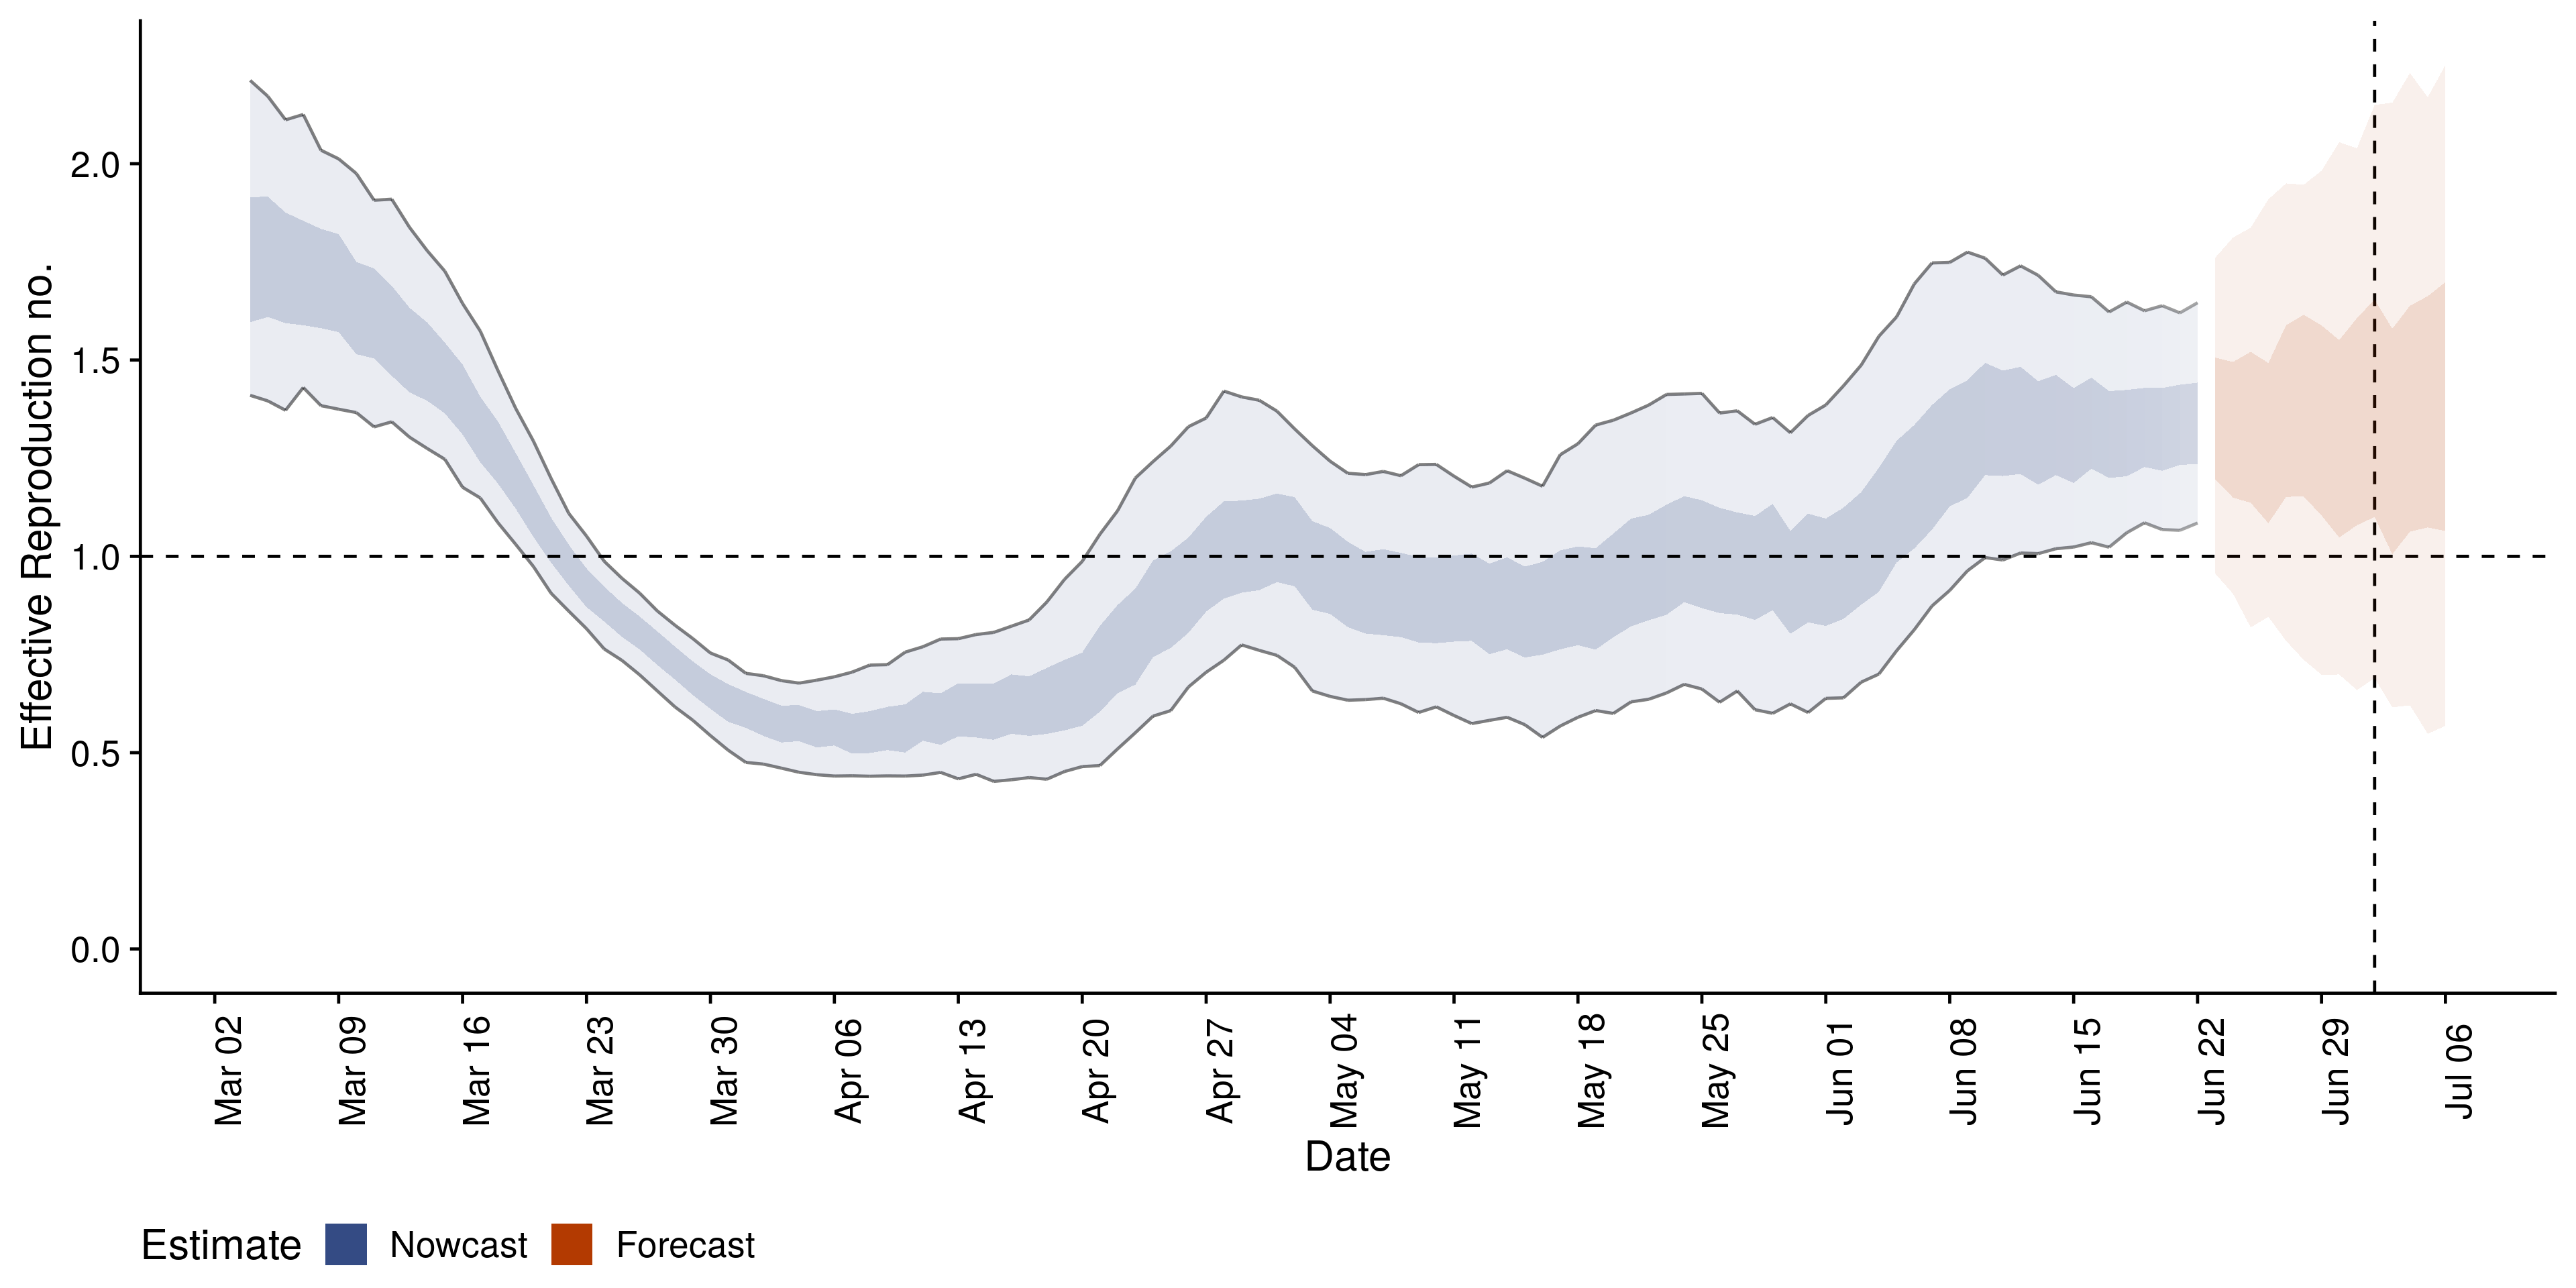 Effective Reproduction no.
2.0
1.5
1.0
0.5
0.0
Mar 02
Mar 09
Mar 16
Mar 23
Mar 30
Apr 06
Apr 13
Apr 20
Apr 27
May 04
May 11
May 18
May 25
Jun 01
Jun 08
Jun 15
Jun 22
Jun 29
Jul 06
Date
Estimate Nowcast Forecast